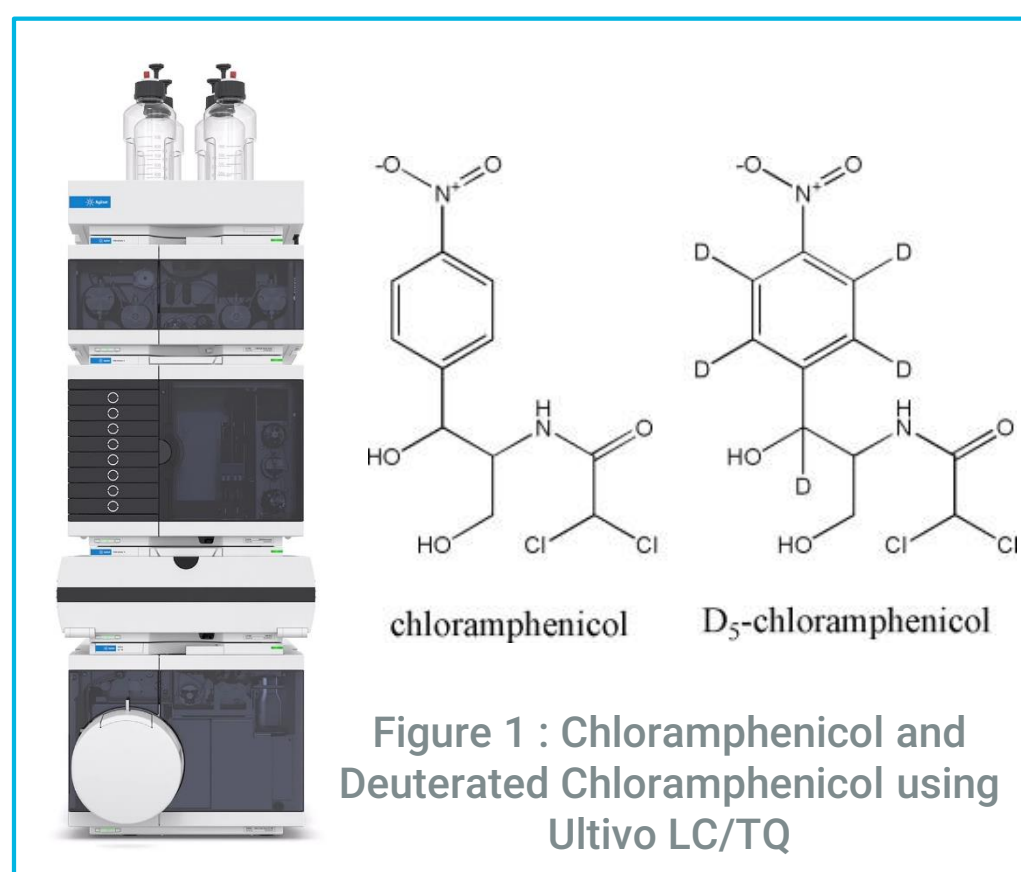 Agilent
-O
N+
O
HO
H
N
O
HO
Cl
Cl
chloramphenicol
-O
N+
O
D
D
D
D
HO
D
H
N
O
HO
Cl
Cl
D5-chloramphenicol
Figure 1 : Chloramphenicol and
Deuterated Chloramphenicol using
Ultivo LC/TQ